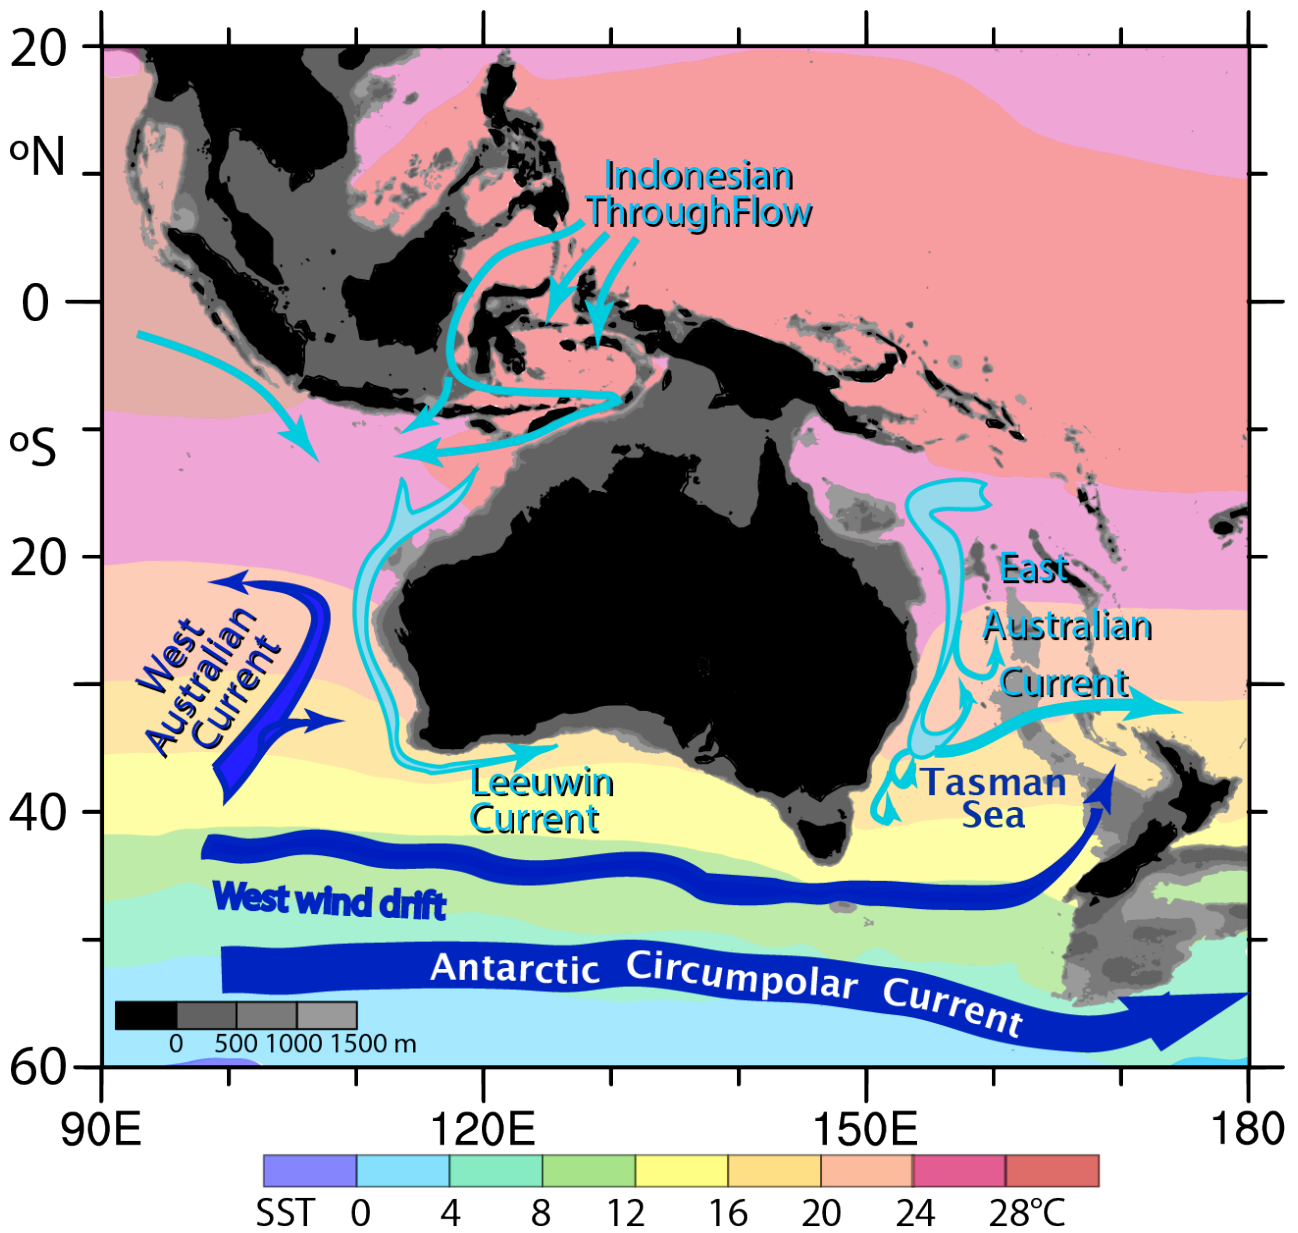 20
ºN
0
ºS
20
40
60
Indonesian
ThroughFlow
East
Australian
Current
West
Australian
Current
Leeuwin
Current
Tasman
Sea
West wind drift
Antarctic Circumpolar Current
0 500 1000 1500 m
90E 120E 150E 180
SST 0 4 8 12 16 20 24 28°C